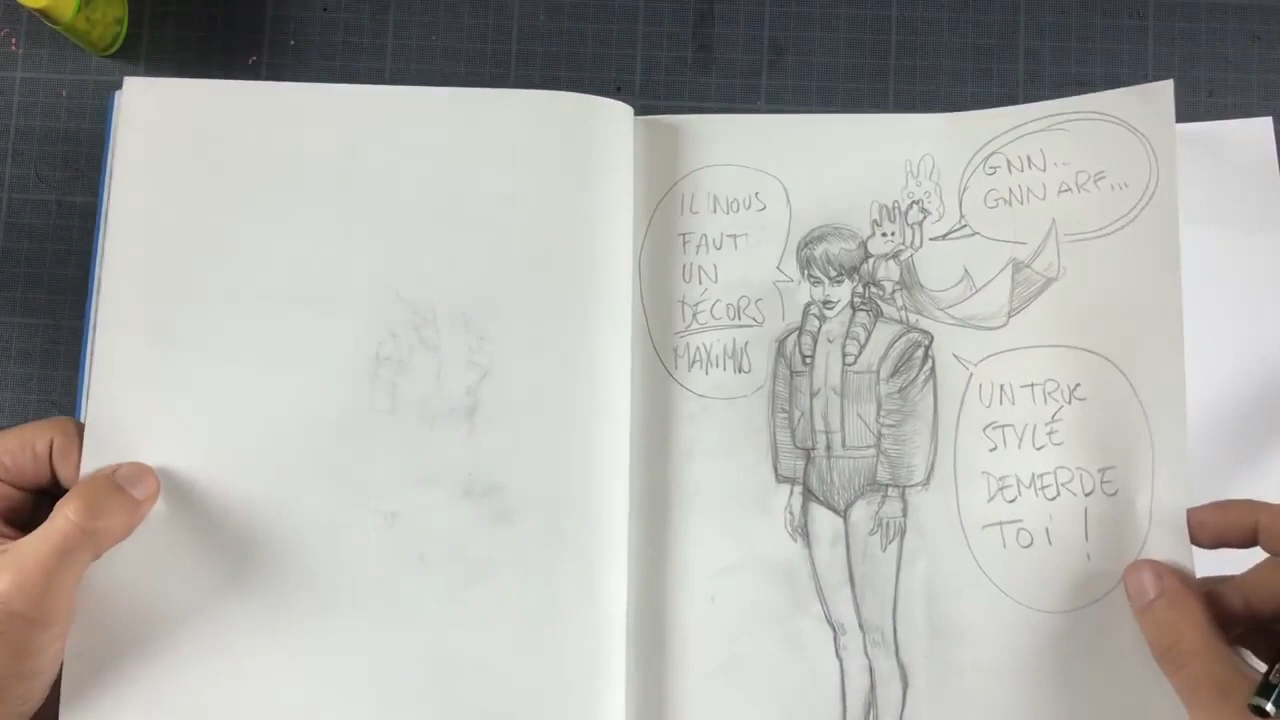 IL NOUS
FAUT
UN
DÉCORS
MAXIMUS
GNN...
GNN ARF...
UN TRUC
STYLÉ
DEMERDE
TOI !